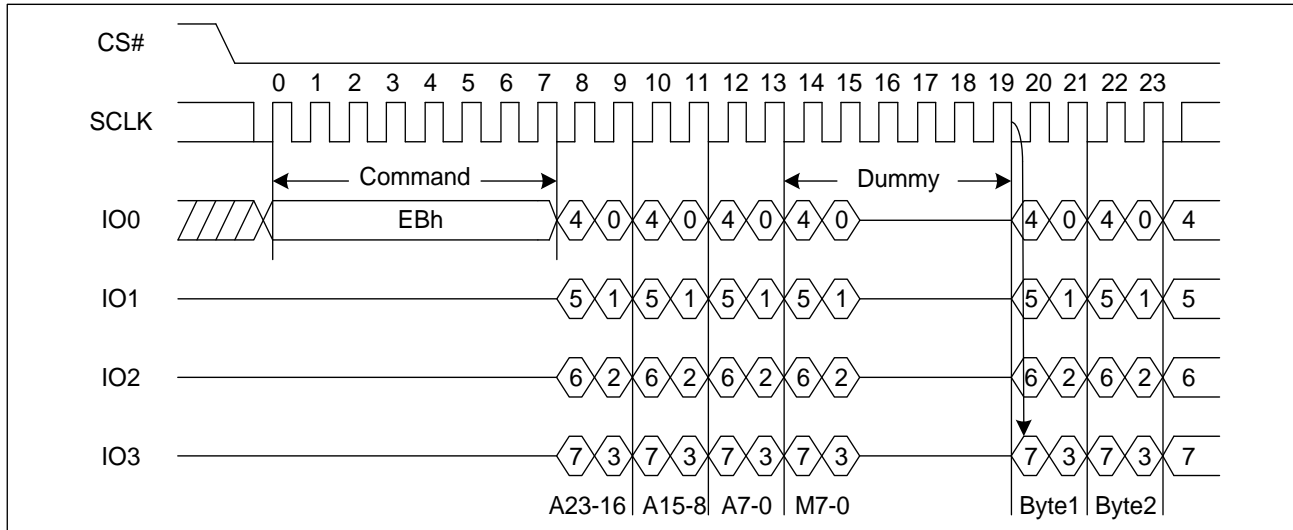 CS#
0 1 2 3 4 5 6 7 8 9 10 11 12 13 14 15 16 17 18 19 20 21 22 23
SCLK
Command Dummy
IO0 EBh 4 0 4 0 4 0 4 0 4 0 4 0 4
IO1 5 1 5 1 5 1 5 1 5 1 5 1 5
IO2 6 2 6 2 6 2 6 2 6 2 6 2 6
IO3 7 3 7 3 7 3 7 3 7 3 7 3 7
A23-16 A15-8 A7-0 M7-0 Byte1 Byte2